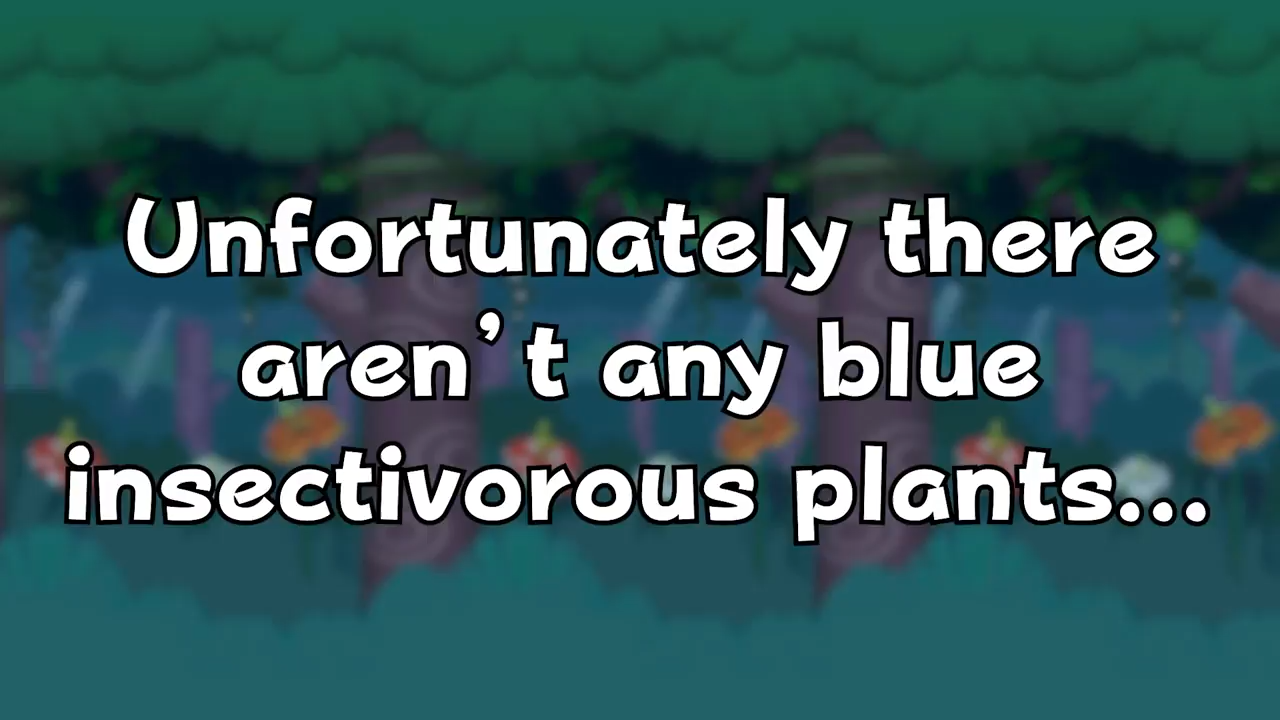 Unfortunately there
aren’t any blue
insectivorous plants...